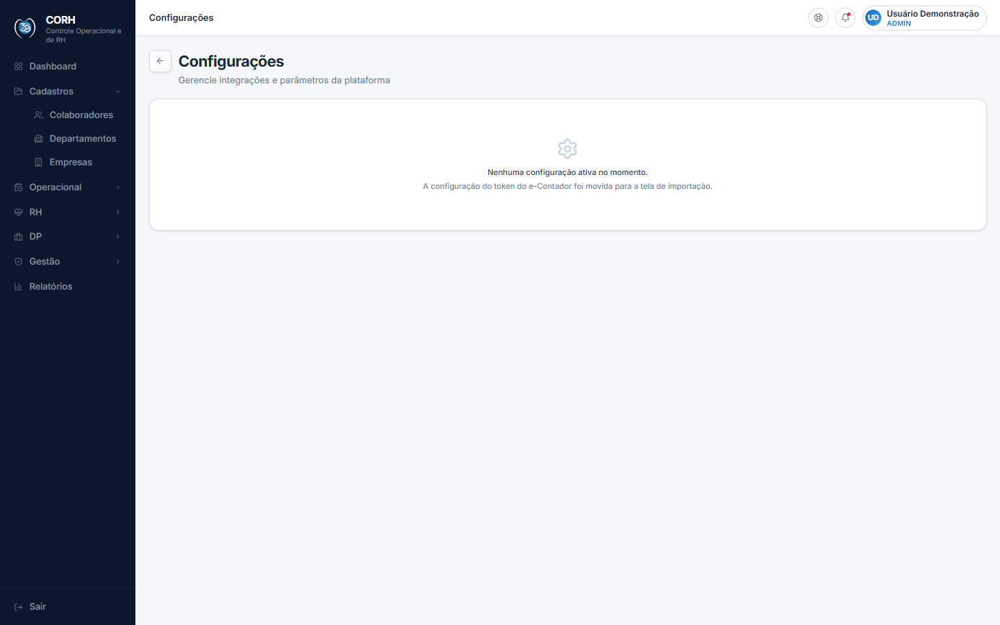 CORH
Controle Operacional e
de RH
Dashboard
Cadastros
Colaboradores
Departamentos
Empresas
Operacional
RH
DP
Gestão
Relatórios
Sair
Configurações
UD
Usuário Demonstração
ADMIN
Configurações
Gerencie integrações e parâmetros da plataforma
Nenhuma configuração ativa no momento.
A configuração do token do e-Contador foi movida para a tela de importação.